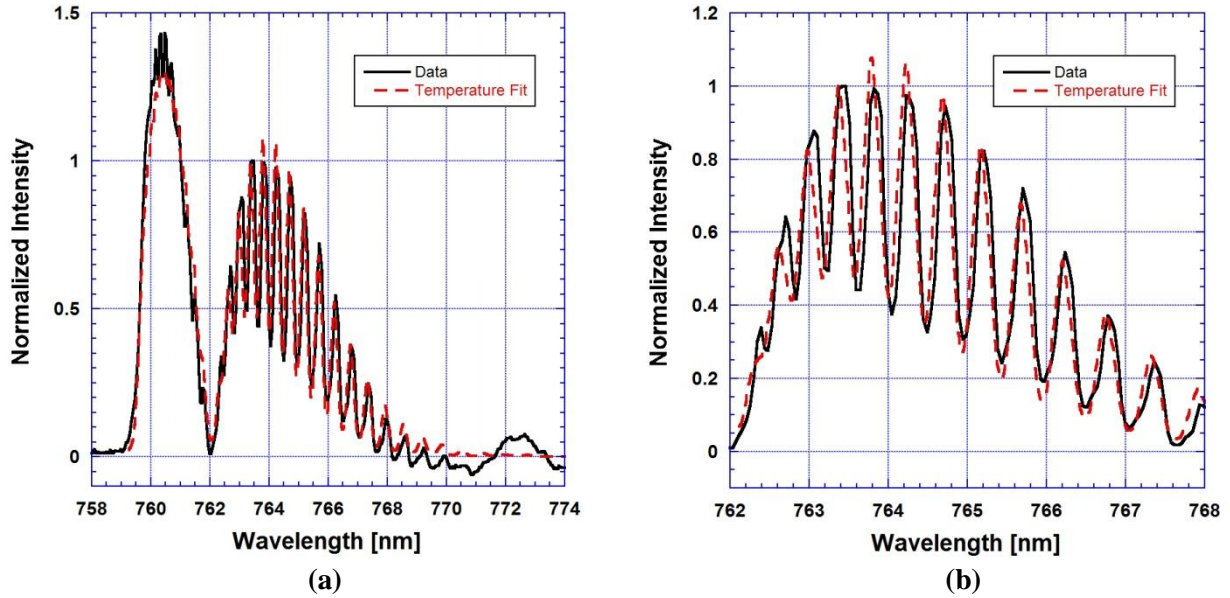 1.5
1
0.5
0
758 760 762 764 766 768 770 772 774
Normalized Intensity
Wavelength [nm]
Data
Temperature Fit
(a)
1.2
1
0.8
0.6
0.4
0.2
0
762 763 764 765 766 767 768
Normalized Intensity
Wavelength [nm]
Data
Temperature Fit
(b)